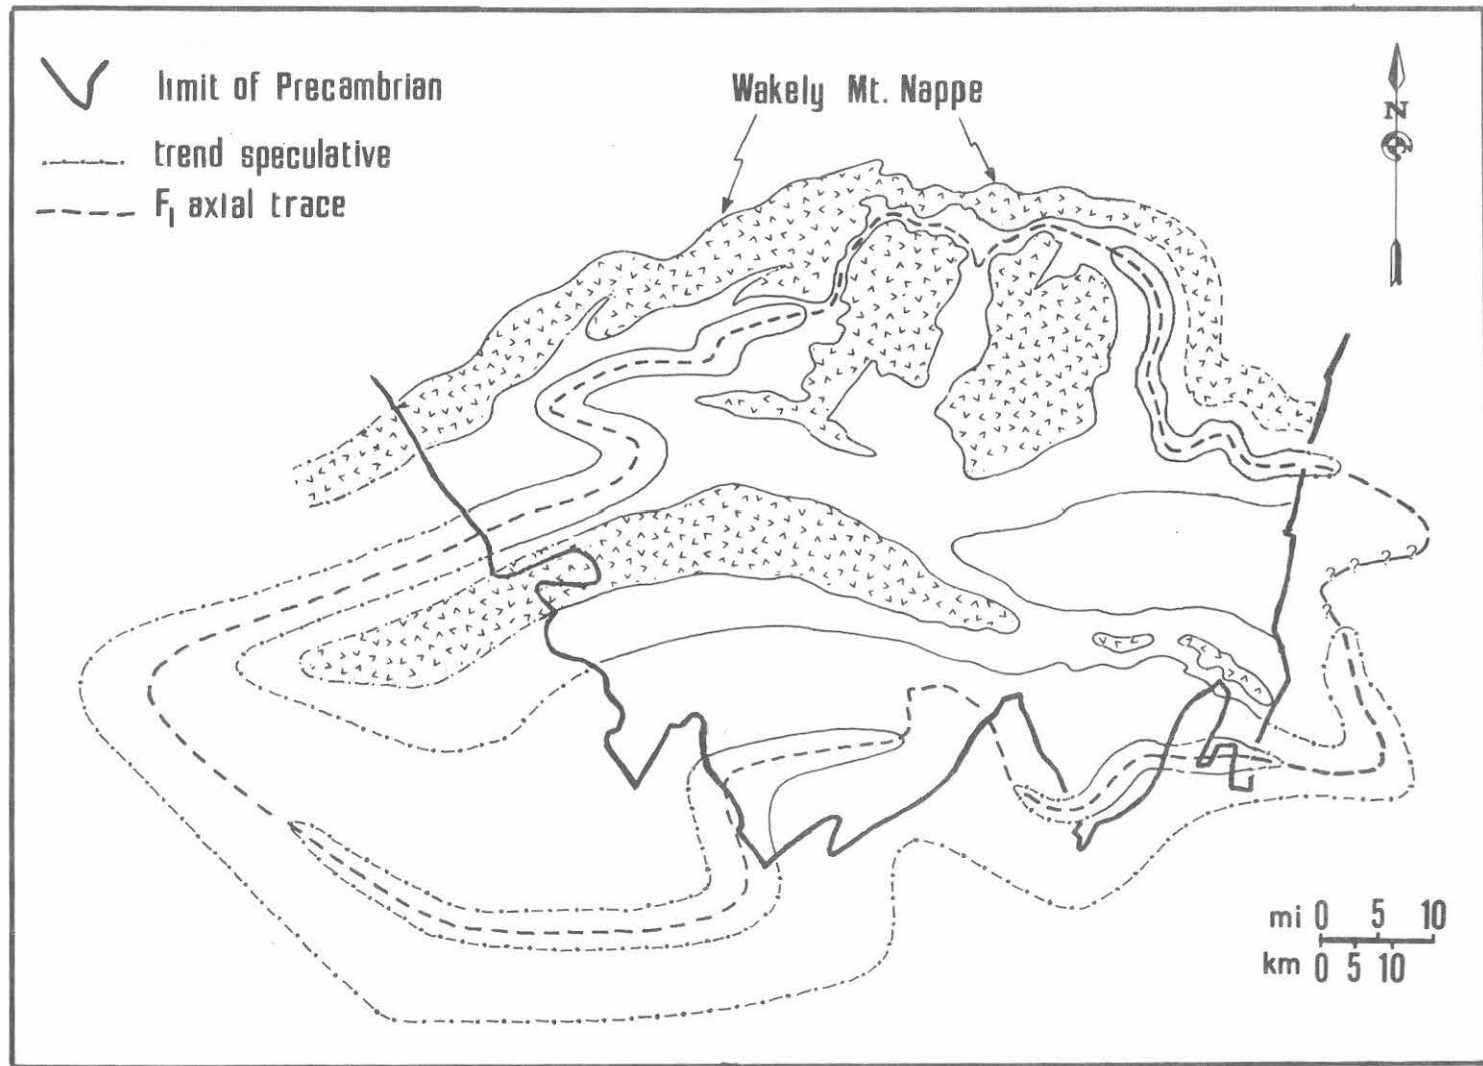 limit of Precambrian
trend speculative
F₁ axial trace
Wakely Mt. Nappe
N
? ? ? ? ? ?
mi 0 5 10
km 0 5 10